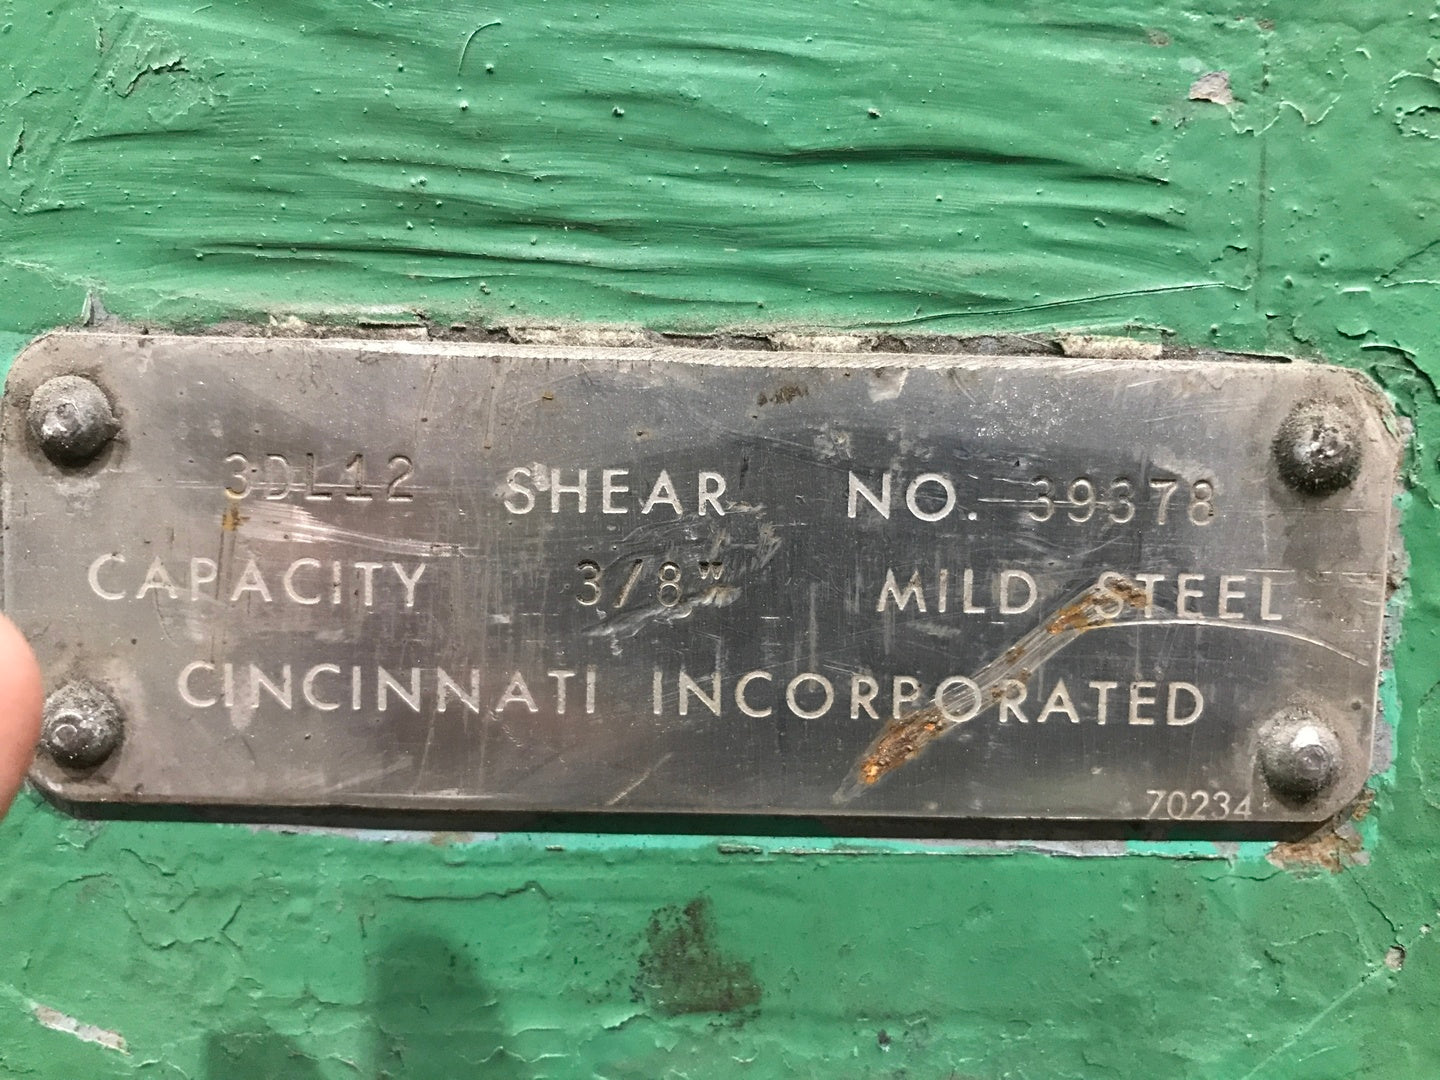 3DL12 SHEAR NO. 39378
CAPACITY 3/8" MILD STEEL
CINCINNATI INCORPORATED
70234